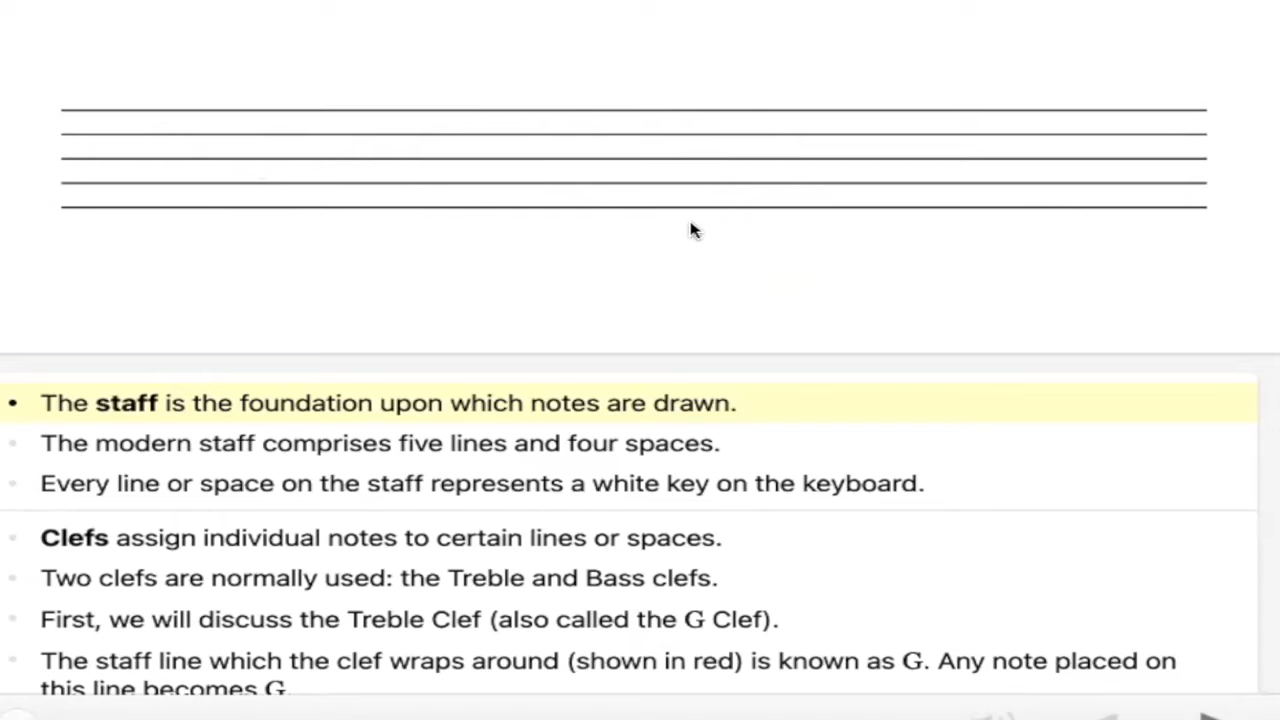 The staff is the foundation upon which notes are drawn.
The modern staff comprises five lines and four spaces.
Every line or space on the staff represents a white key on the keyboard.
Clefs assign individual notes to certain lines or spaces.
Two clefs are normally used: the Treble and Bass clefs.
First, we will discuss the Treble Clef (also called the G Clef).
The staff line which the clef wraps around (shown in red) is known as G. Any note placed on
this line becomes G.